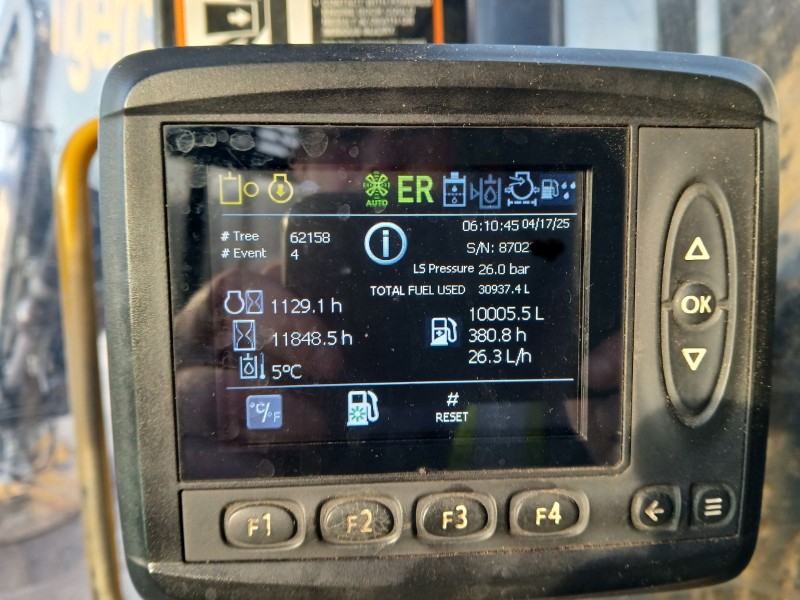 AUTO
ER
06:10:45 04/17/25
# Tree 62158
# Event 4
S/N: 8702
LS Pressure 26.0 bar
TOTAL FUEL USED 30937.4 L
1129.1 h
10005.5 L
11848.5 h
380.8 h
26.3 L/h
5°C
°C/°F
#
RESET
OK
F1
F2
F3
F4